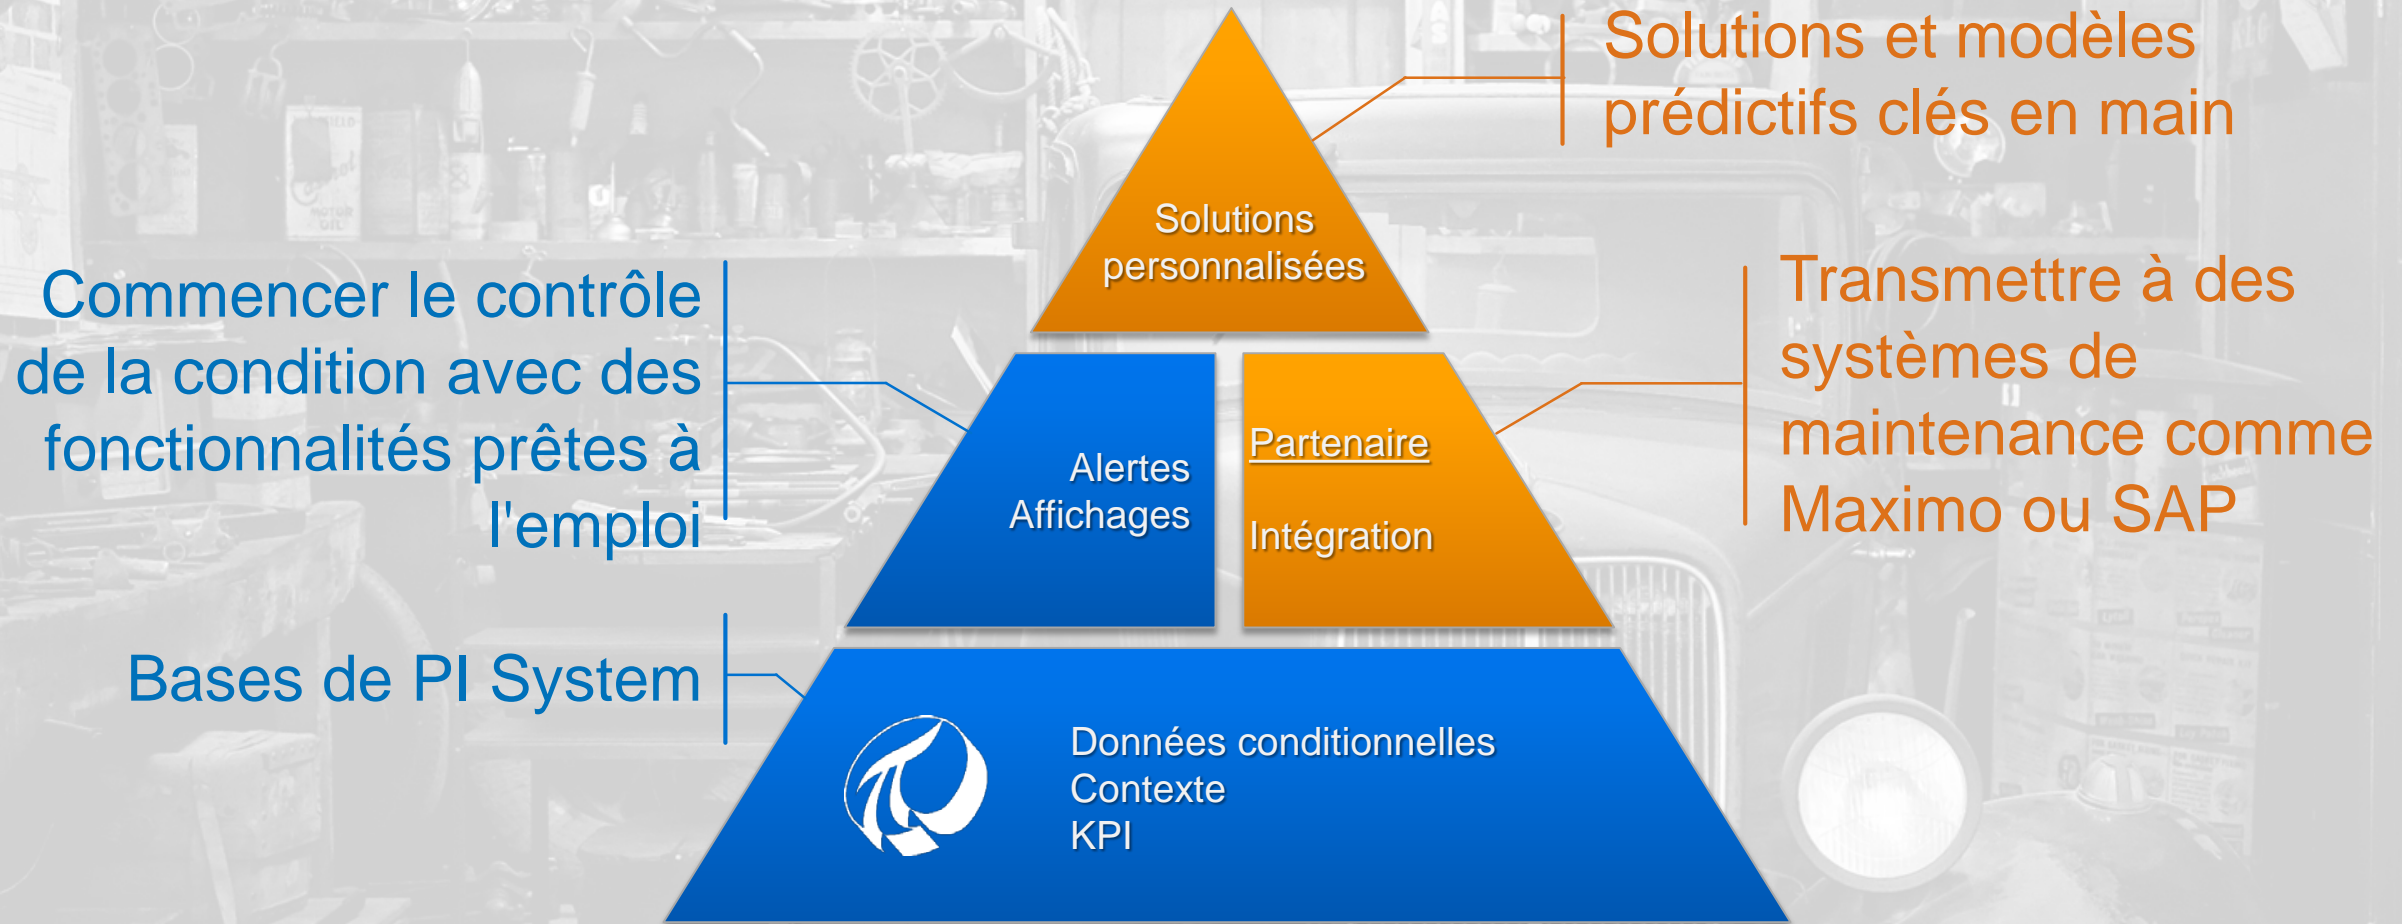 Solutions et modèles
prédictifs clés en main
Solutions
personnalisées
Commencer le contrôle
de la condition avec des
fonctionnalités prêtes à
l'emploi
Alertes
Affichages
Partenaire
Intégration
Transmettre à des
systèmes de
maintenance comme
Maximo ou SAP
Bases de PI System
Données conditionnelles
Contexte
KPI